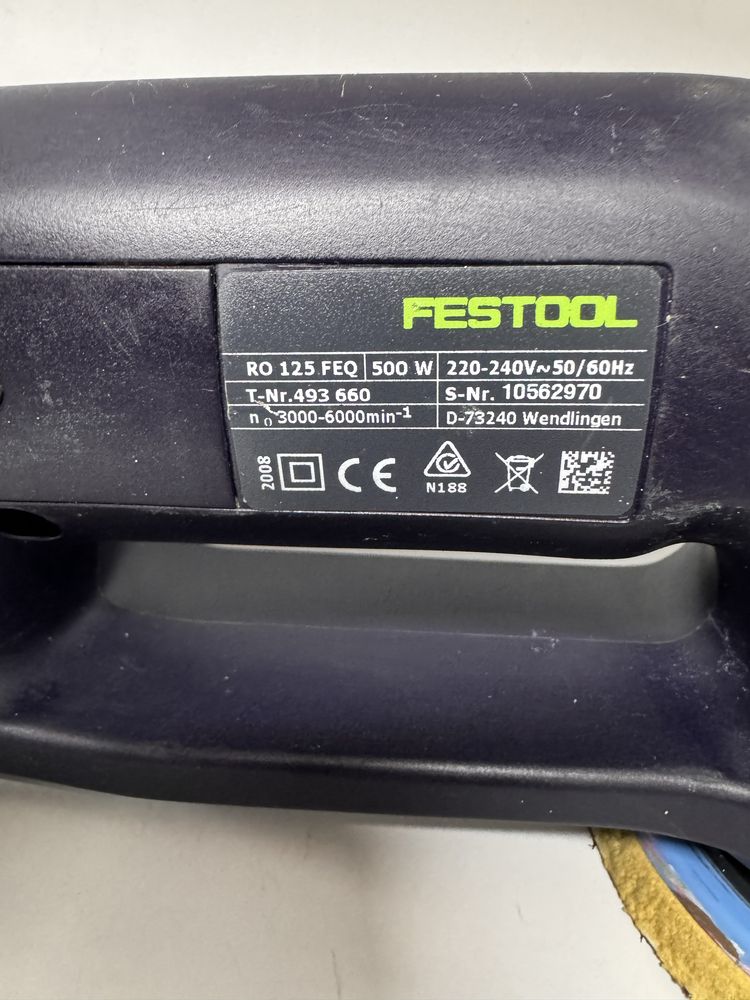 FESTOOL
RO 125 FEQ 500 W 220-240V~50/60Hz
T-Nr.493 660 S-Nr. 10562970
n₀ 3000-6000min⁻¹ D-73240 Wendlingen
2008 CE N188